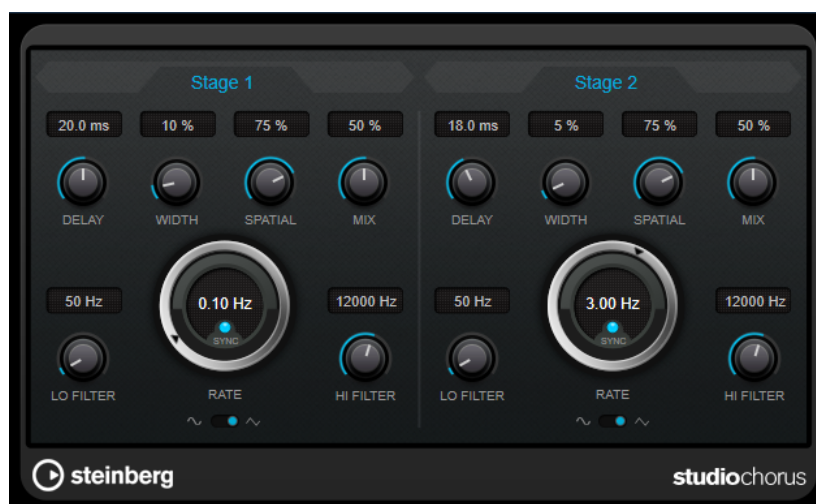 Stage 1 Stage 2
20.0 ms 10 % 75 % 50 % 18.0 ms 5 % 75 % 50 %
DELAY WIDTH SPATIAL MIX DELAY WIDTH SPATIAL MIX
50 Hz 0.10 Hz 12000 Hz 50 Hz 3.00 Hz 12000 Hz
SYNC SYNC
LO FILTER RATE HI FILTER LO FILTER RATE HI FILTER
steinberg studiochorus